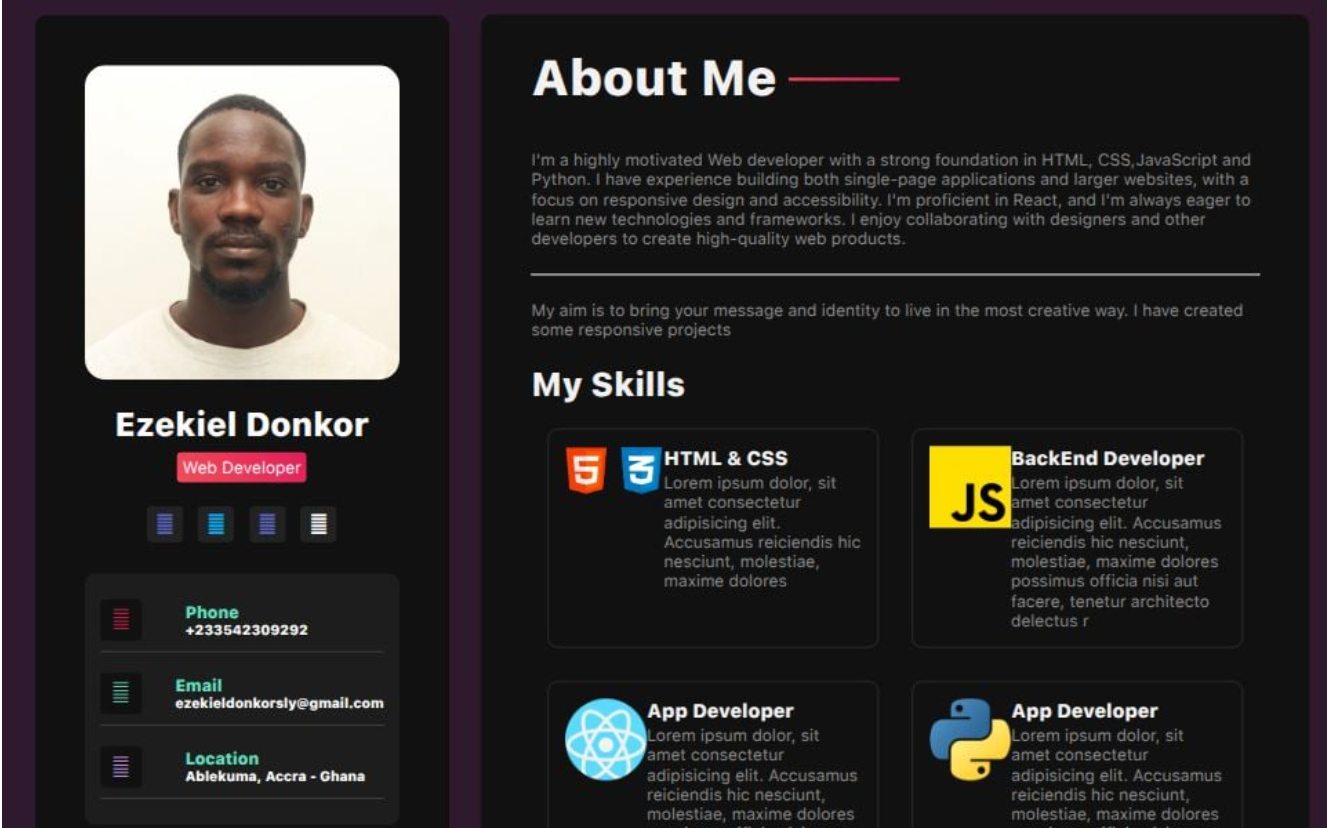 Ezekiel Donkor
Web Developer
Phone
+233542309292
Email
ezekieldonkorsly@gmail.com
Location
Ablekuma, Accra - Ghana
About Me
I'm a highly motivated Web developer with a strong foundation in HTML, CSS,JavaScript and
Python. I have experience building both single-page applications and larger websites, with a
focus on responsive design and accessibility. I'm proficient in React, and I'm always eager to
learn new technologies and frameworks. I enjoy collaborating with designers and other
developers to create high-quality web products.
My aim is to bring your message and identity to live in the most creative way. I have created
some responsive projects
My Skills
5
3
HTML & CSS
Lorem ipsum dolor, sit
amet consectetur
adipisicing elit.
Accusamus reiciendis hic
nesciunt, molestiae,
maxime dolores
JS
BackEnd Developer
Lorem ipsum dolor, sit
amet consectetur
adipisicing elit. Accusamus
reiciendis hic nesciunt,
molestiae, maxime dolores
possimus officia nisi aut
facere, tenetur architecto
delectus r
App Developer
Lorem ipsum dolor, sit
amet consectetur
adipisicing elit. Accusamus
reiciendis hic nesciunt,
molestiae, maxime dolores
App Developer
Lorem ipsum dolor, sit
amet consectetur
adipisicing elit. Accusamus
reiciendis hic nesciunt,
molestiae, maxime dolores